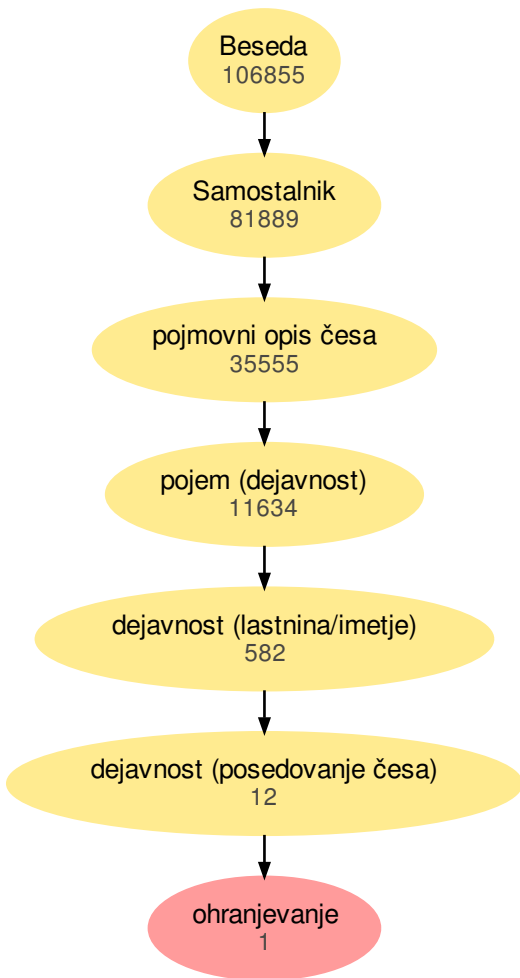 Beseda
106855
Samostalnik
81889
pojmovni opis česa
35555
pojem (dejavnost)
11634
dejavnost (lastnina/imetje)
582
dejavnost (posedovanje česa)
12
ohranjevanje
1